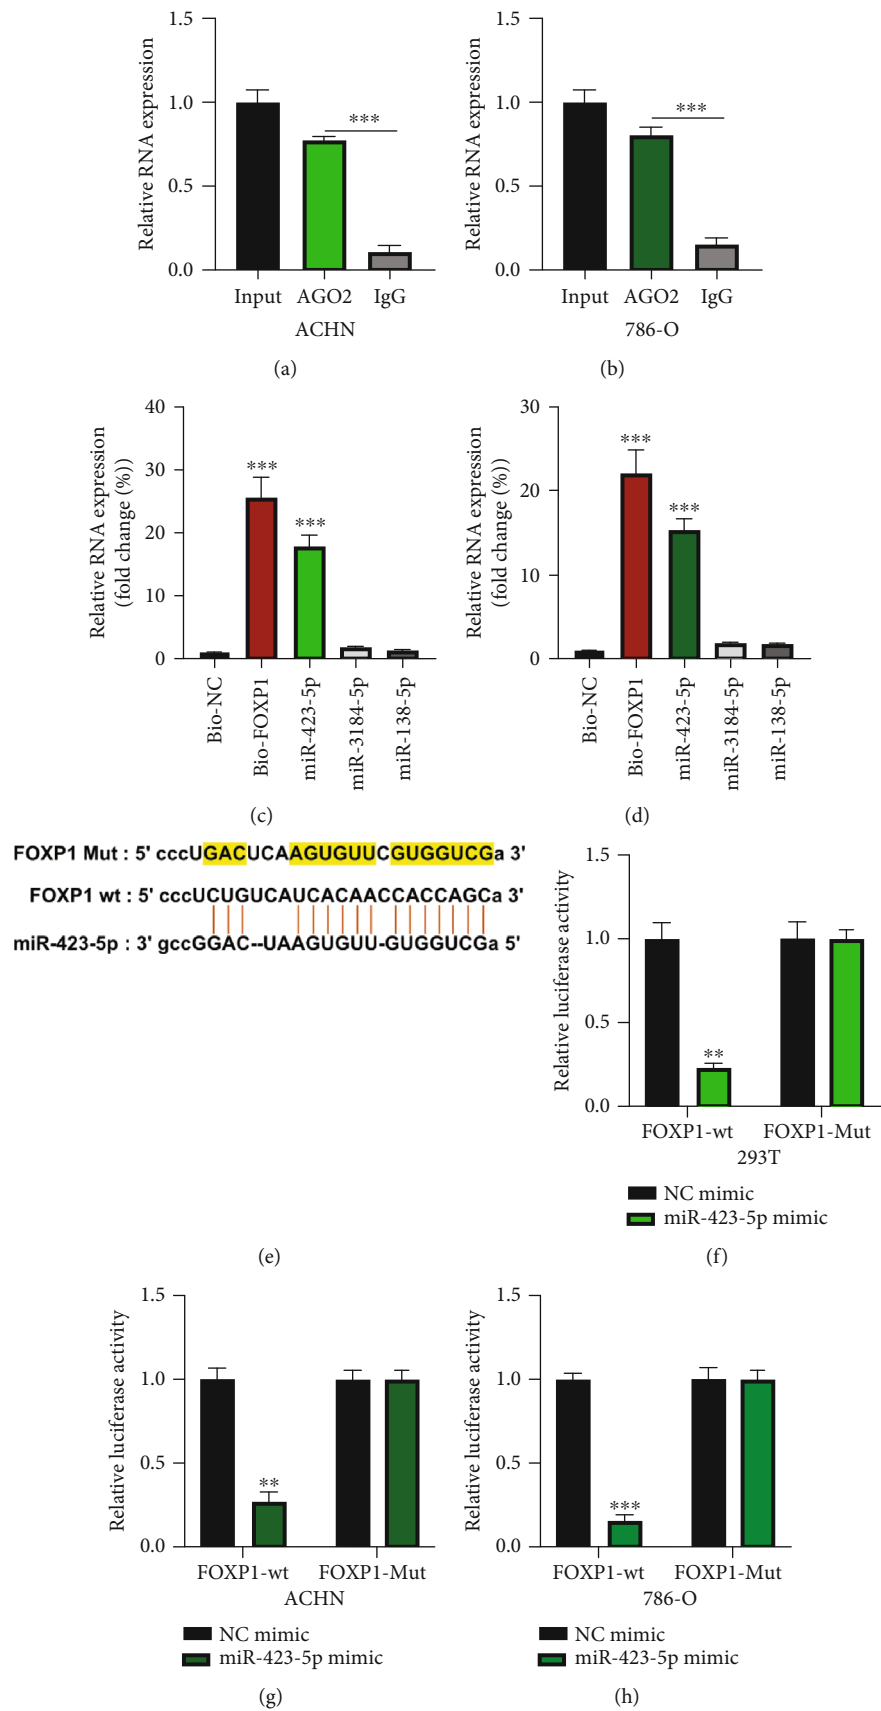 1.5
1.0
0.5
0.0
Relative RNA expression
***
Input AGO2 IgG
ACHN
(a)
1.5
1.0
0.5
0.0
Relative RNA expression
***
Input AGO2 IgG
786-O
(b)
40
30
20
10
0
Relative RNA expression
(fold change (%))
***
***
Bio-NC
Bio-FOXP1
miR-423-5p
miR-3184-5p
miR-138-5p
(c)
30
20
10
0
Relative RNA expression
(fold change (%))
***
***
Bio-NC
Bio-FOXP1
miR-423-5p
miR-3184-5p
miR-138-5p
(d)
FOXP1 Mut : 5' cccUGACUCAAGUGUUCGUGGUCGa 3'
FOXP1 wt : 5' cccUCUGUCAUCACAACCACCAGCa 3'
miR-423-5p : 3' gccGGAC--UAAGUGUU-GUGGUCGa 5'
(e)
1.5
1.0
0.5
0.0
Relative luciferase activity
**
FOXP1-wt FOXP1-Mut
293T
NC mimic
miR-423-5p mimic
(f)
1.5
1.0
0.5
0.0
Relative luciferase activity
**
FOXP1-wt FOXP1-Mut
ACHN
NC mimic
miR-423-5p mimic
(g)
1.5
1.0
0.5
0.0
Relative luciferase activity
***
FOXP1-wt FOXP1-Mut
786-O
NC mimic
miR-423-5p mimic
(h)